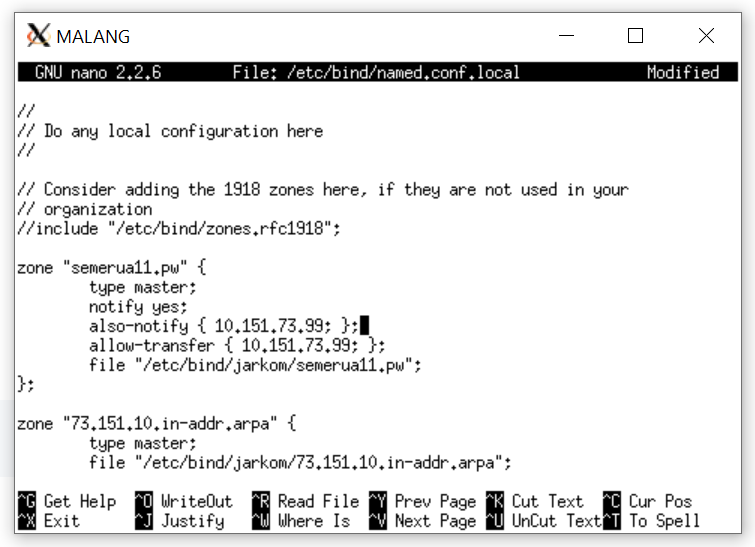 MALANG
GNU nano 2.2.6 File: /etc/bind/named.conf.local Modified
//
// Do any local configuration here
//
// Consider adding the 1918 zones here, if they are not used in your
// organization
//include "/etc/bind/zones.rfc1918";
zone "semerua11.pw" {
type master;
notify yes;
also-notify { 10.151.73.99; };
allow-transfer { 10.151.73.99; };
file "/etc/bind/jarkom/semerua11.pw";
};
zone "73.151.10.in-addr.arpa" {
type master;
file "/etc/bind/jarkom/73.151.10.in-addr.arpa";
^G Get Help ^O WriteOut ^R Read File ^Y Prev Page ^K Cut Text ^C Cur Pos
^X Exit ^J Justify ^W Where Is ^V Next Page ^U UnCut Text ^T To Spell